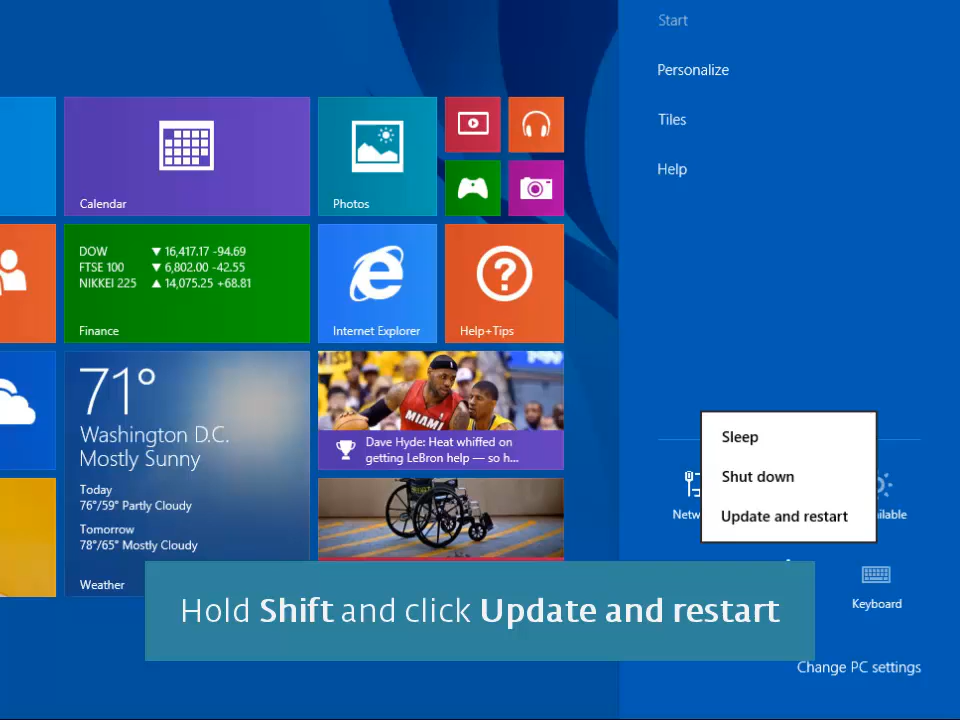 Start
Personalize
Tiles
Help
Calendar
Photos
DOW ▼ 16,417.17 -94.69
FTSE 100 ▼ 6,802.00 -42.55
NIKKEI 225 ▲ 14,075.25 +68.81
Finance
Internet Explorer
Help+Tips
71°
Washington D.C.
Mostly Sunny
Today
76°/59° Partly Cloudy
Tomorrow
78°/65° Mostly Cloudy
Weather
MIAMI
Dave Hyde: Heat whiffed on
getting LeBron help — so h...
Sleep
Shut down
Update and restart
Netw
ilable
Keyboard
Hold Shift and click Update and restart
Change PC settings